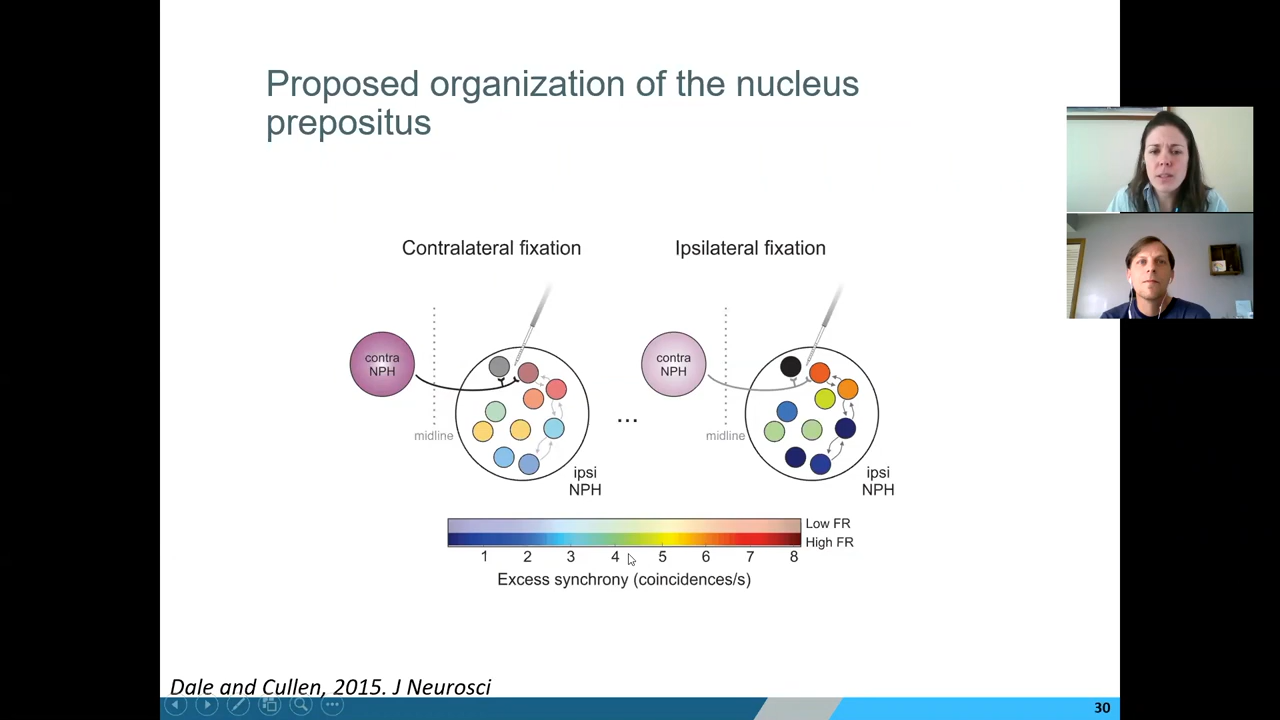 Proposed organization of the nucleus
prepositus
Contralateral fixation
Ipsilateral fixation
contra
NPH
contra
NPH
...
midline
midline
ipsi
NPH
ipsi
NPH
Low FR
High FR
1 2 3 4 5 6 7 8
Excess synchrony (coincidences/s)
Dale and Cullen, 2015. J Neurosci
30